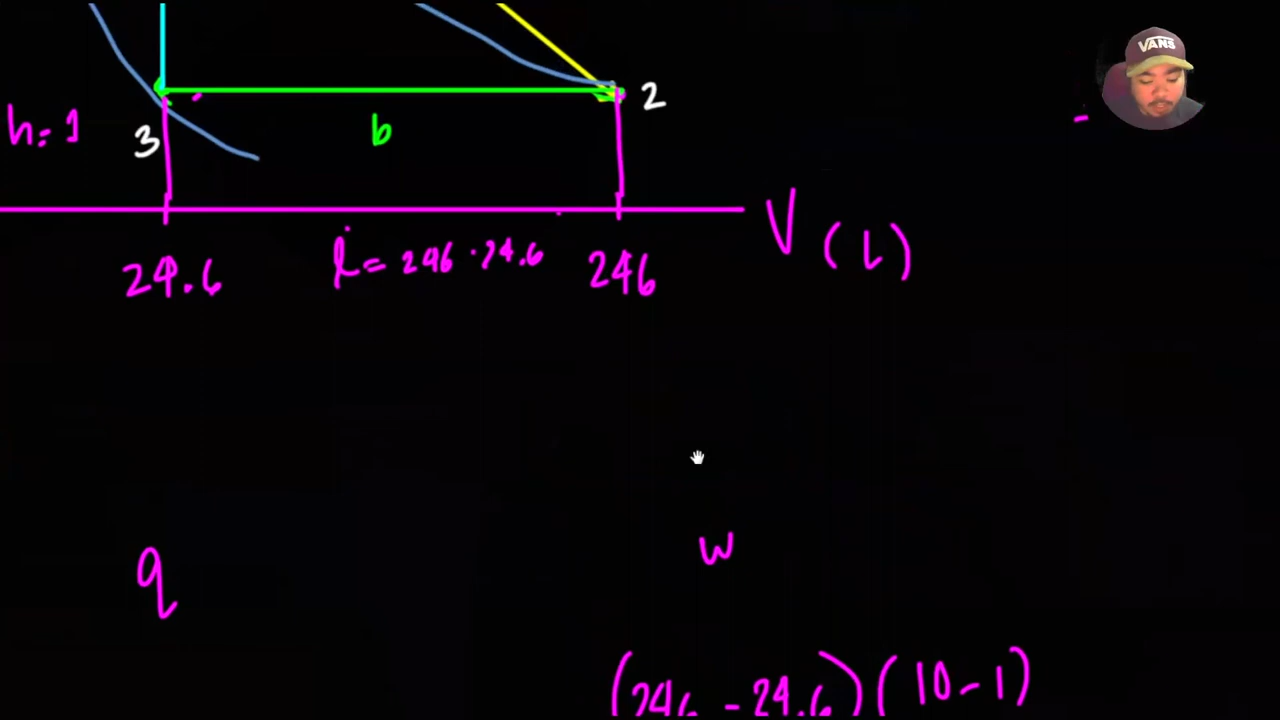 VANS
2
h = 1
3
b
V (L)
24.6
l = 246 - 24.6
246
w
q
(246 - 24.6)(10 - 1)